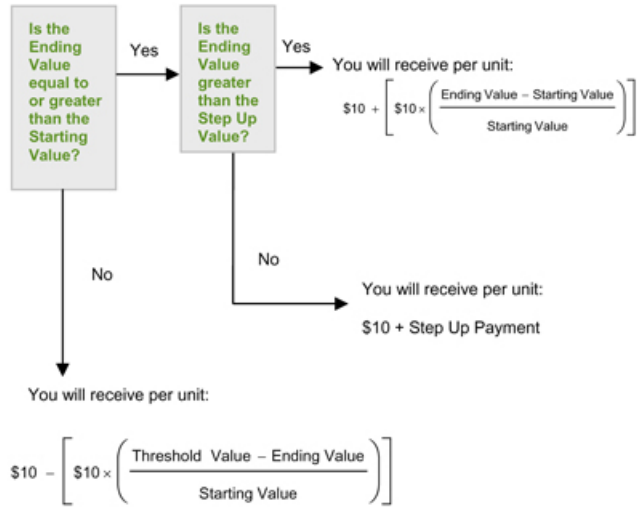 Is the
Ending
Value
equal to
or greater
than the
Starting
Value?
Yes
Is the
Ending
Value
greater
than the
Step Up
Value?
Yes
You will receive per unit:
$10 + [ $10 × ( Ending Value – Starting Value
Starting Value ) ]
No
No
You will receive per unit:
$10 + Step Up Payment
You will receive per unit:
$10 – [ $10 × ( Threshold Value – Ending Value
Starting Value ) ]